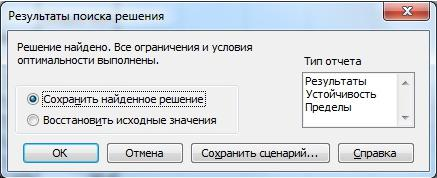 Результаты поиска решения
Решение найдено. Все ограничения и условия
оптимальности выполнены.
Тип отчета
Результаты
Устойчивость
Пределы
Сохранить найденное решение
Восстановить исходные значения
ОК
Отмена
Сохранить сценарий...
Справка